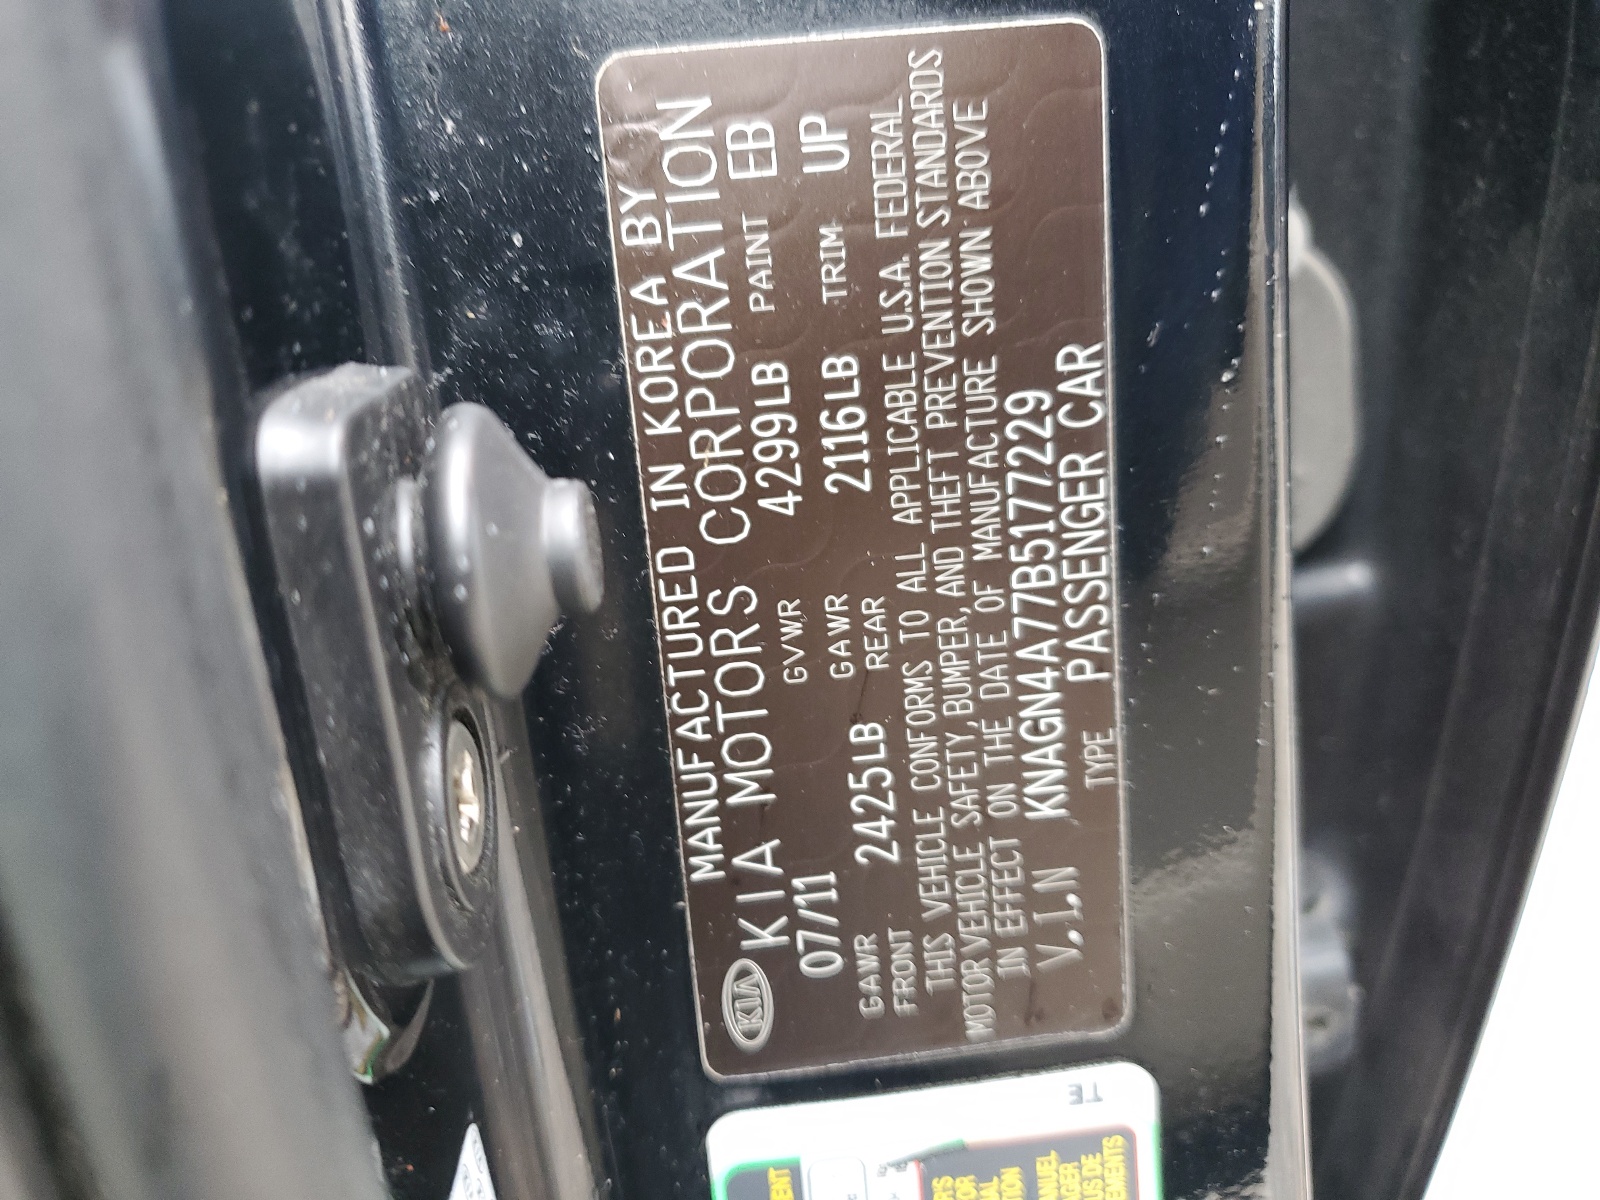 MANUFACTURED IN KOREA BY
KIA KIA MOTORS CORPORATION
07/11 GVWR 4299LB PAINT EB
GAWR FRONT 2425LB GAWR REAR 2116LB TRIM UP
THIS VEHICLE CONFORMS TO ALL APPLICABLE U.S.A. FEDERAL
MOTOR VEHICLE SAFETY, BUMPER, AND THEFT PREVENTION STANDARDS
IN EFFECT ON THE DATE OF MANUFACTURE SHOWN ABOVE
V.I.N KNAGN4A77B5177229
TYPE PASSENGER CAR
TE